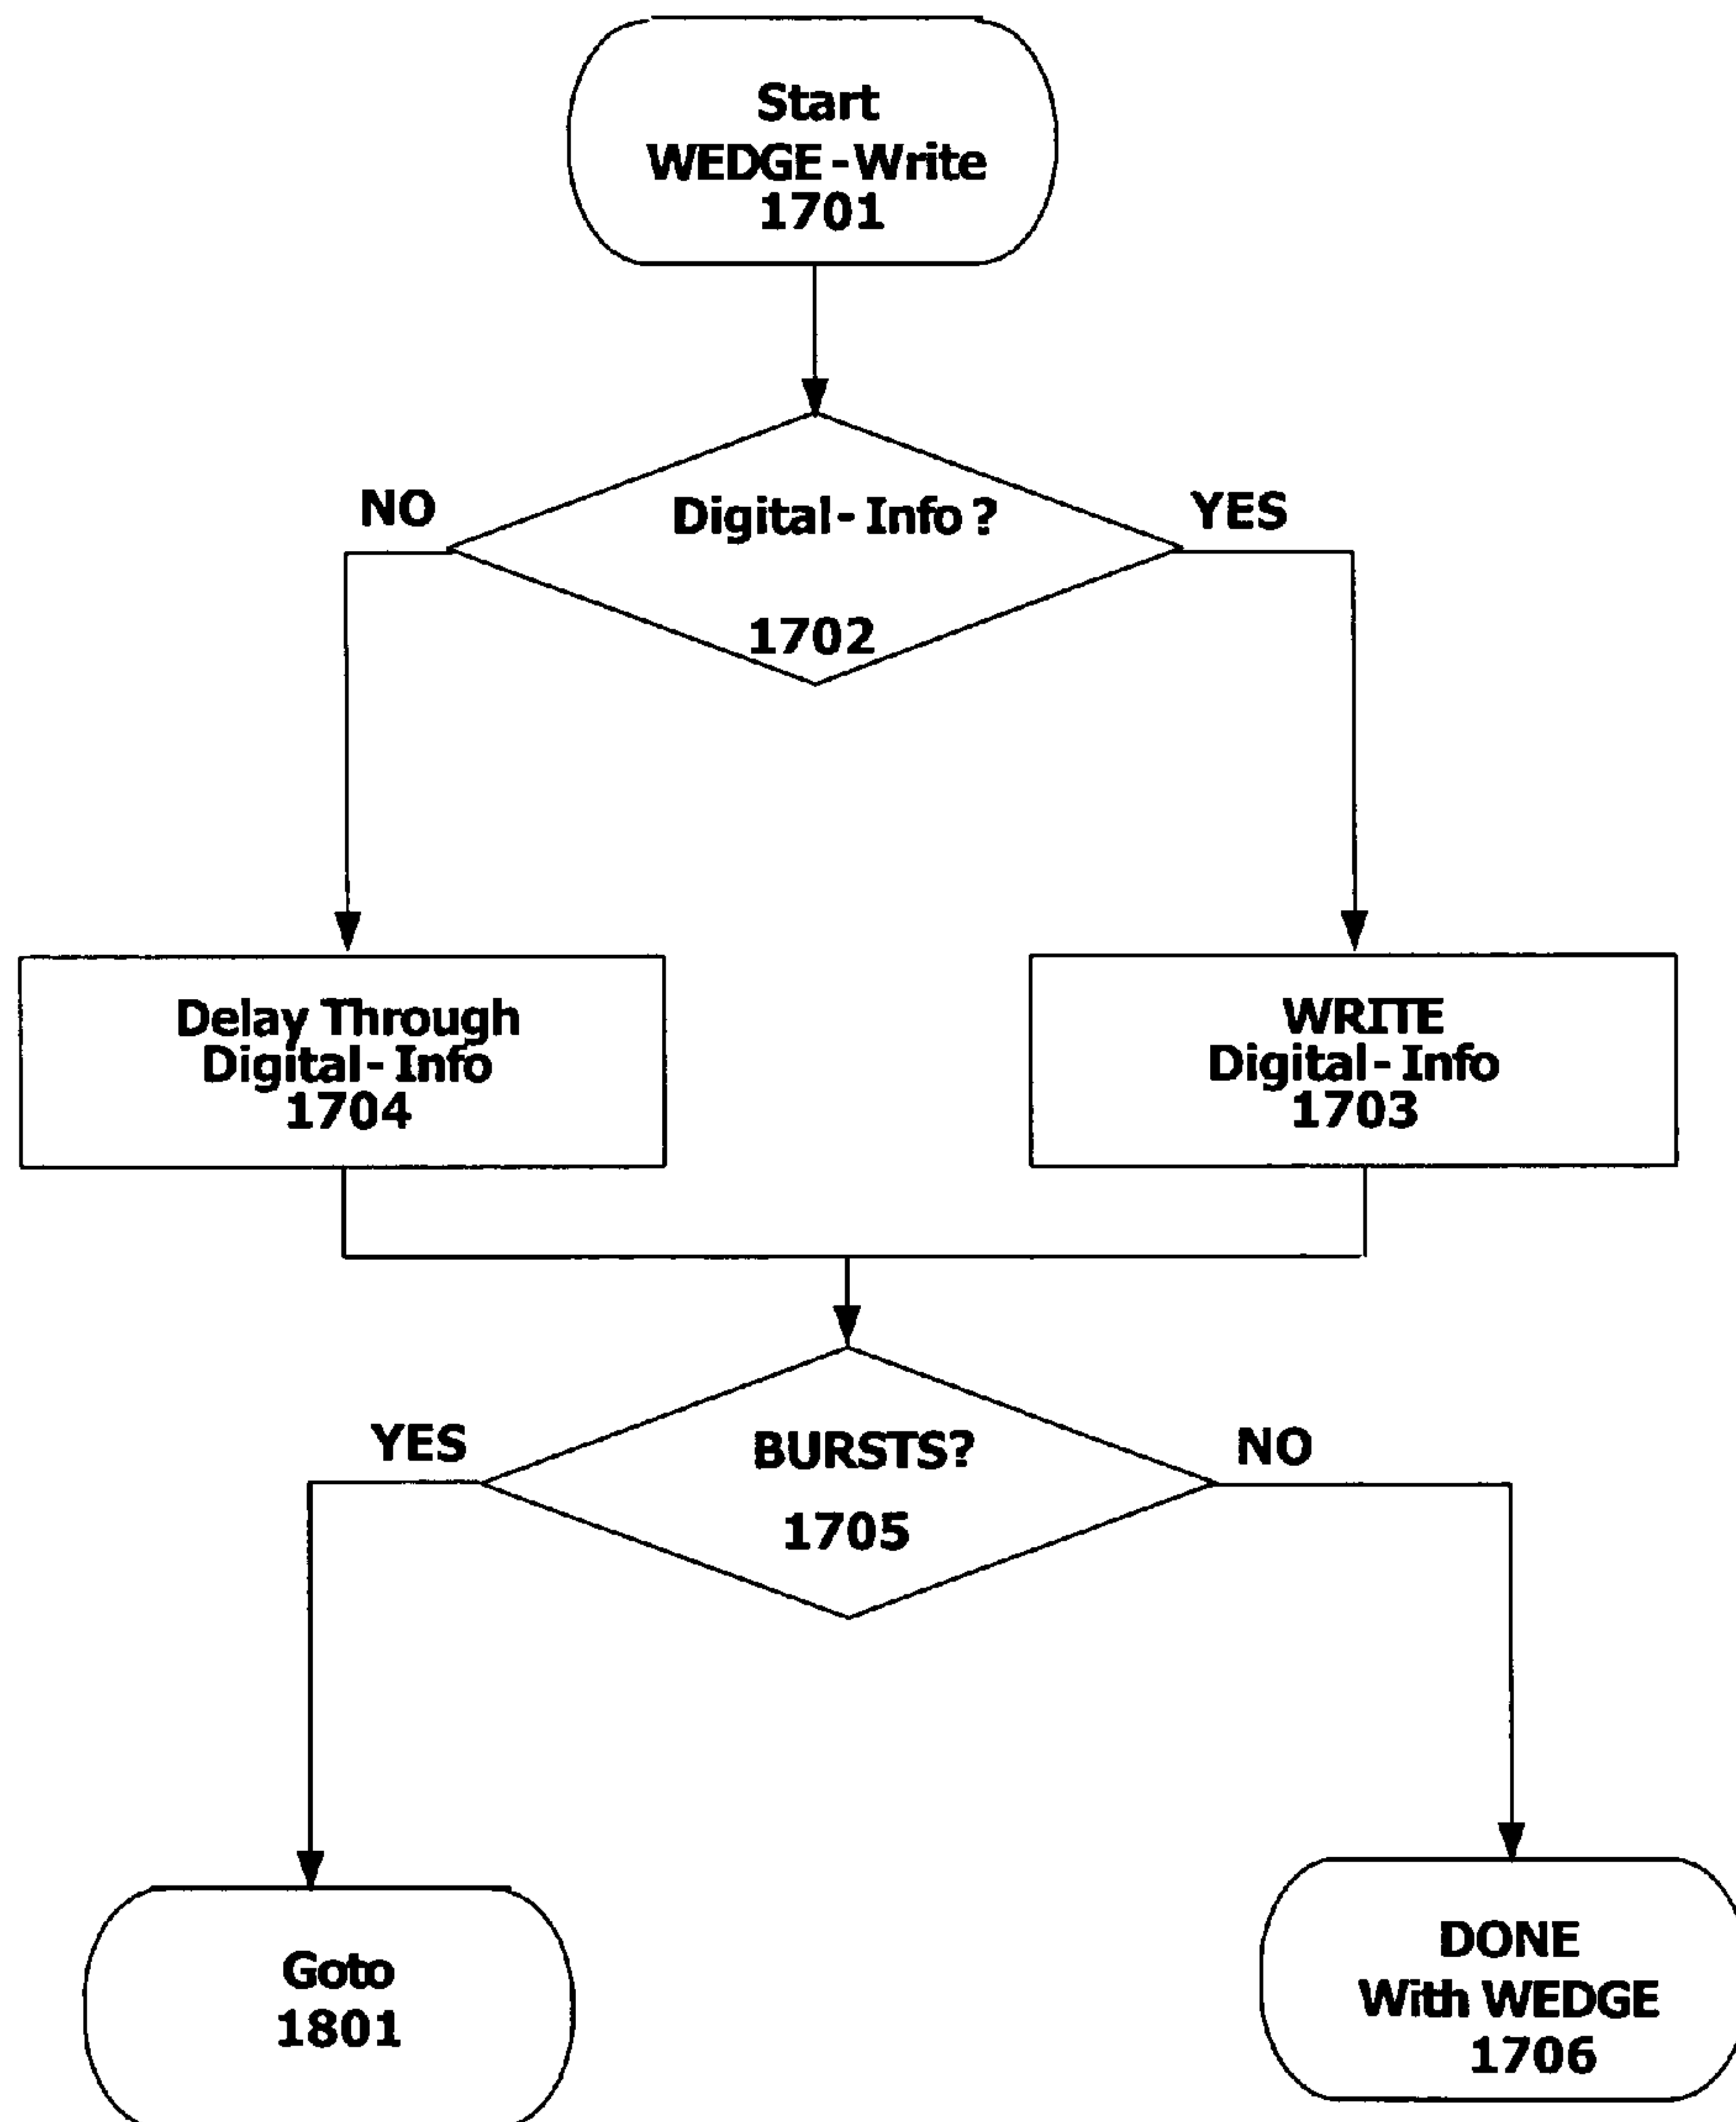 Start
WEDGE - Write
1701
NO
Digital - Info ?
YES
1702
Delay Through
Digital - Info
1704
WRITE
Digital - Info
1703
YES
BURSTS?
NO
1705
Goto
1801
DONE
With WEDGE
1706